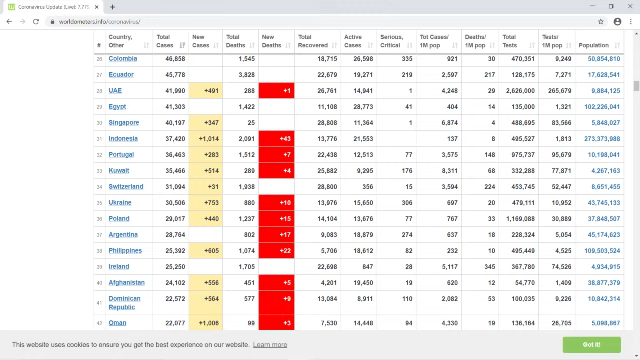 Coronavirus Update (Live): 7,77
worldometers.info/coronavirus/
# Country, Other Total Cases New Cases Total Deaths New Deaths Total Recovered Active Cases Serious, Critical Tot Cases/ 1M pop Deaths/ 1M pop Total Tests Tests/ 1M pop Population
26 Colombia 46,858 1,545 18,715 26,598 335 921 30 470,351 9,249 50,854,810
27 Ecuador 45,778 3,828 22,679 19,271 219 2,597 217 128,175 7,271 17,628,541
28 UAE 41,990 +491 288 +1 26,761 14,941 1 4,248 29 2,626,000 265,679 9,884,125
29 Egypt 41,303 1,422 11,108 28,773 41 404 14 135,000 1,321 102,226,041
30 Singapore 40,197 +347 25 28,808 11,364 1 6,874 4 488,695 83,566 5,848,027
31 Indonesia 37,420 +1,014 2,091 +43 13,776 21,553 137 8 495,527 1,813 273,373,988
32 Portugal 36,463 +283 1,512 +7 22,438 12,513 77 3,575 148 975,737 95,679 10,198,041
33 Kuwait 35,466 +514 289 +4 25,882 9,295 176 8,311 68 332,288 77,871 4,267,163
34 Switzerland 31,094 +31 1,938 28,800 356 15 3,594 224 453,745 52,447 8,651,455
35 Ukraine 30,506 +753 880 +10 13,976 15,650 306 697 20 479,111 10,952 43,745,133
36 Poland 29,017 +440 1,237 +15 14,104 13,676 77 767 33 1,169,088 30,889 37,848,507
37 Argentina 28,764 802 +17 9,083 18,879 274 637 18 228,324 5,054 45,174,623
38 Philippines 25,392 +605 1,074 +22 5,706 18,612 82 232 10 495,449 4,525 109,503,524
39 Ireland 25,250 1,705 22,698 847 28 5,117 345 367,780 74,526 4,934,915
40 Afghanistan 24,102 +556 451 +5 4,201 19,450 19 620 12 54,770 1,409 38,877,379
41 Dominican Republic 22,572 +564 577 +9 13,084 8,911 110 2,082 53 100,035 9,226 10,842,314
42 Oman 22,077 +1,006 99 +3 7,530 14,448 94 4,330 19 136,164 26,705 5,098,867
This website uses cookies to ensure you get the best experience on our website. Learn more Got it!